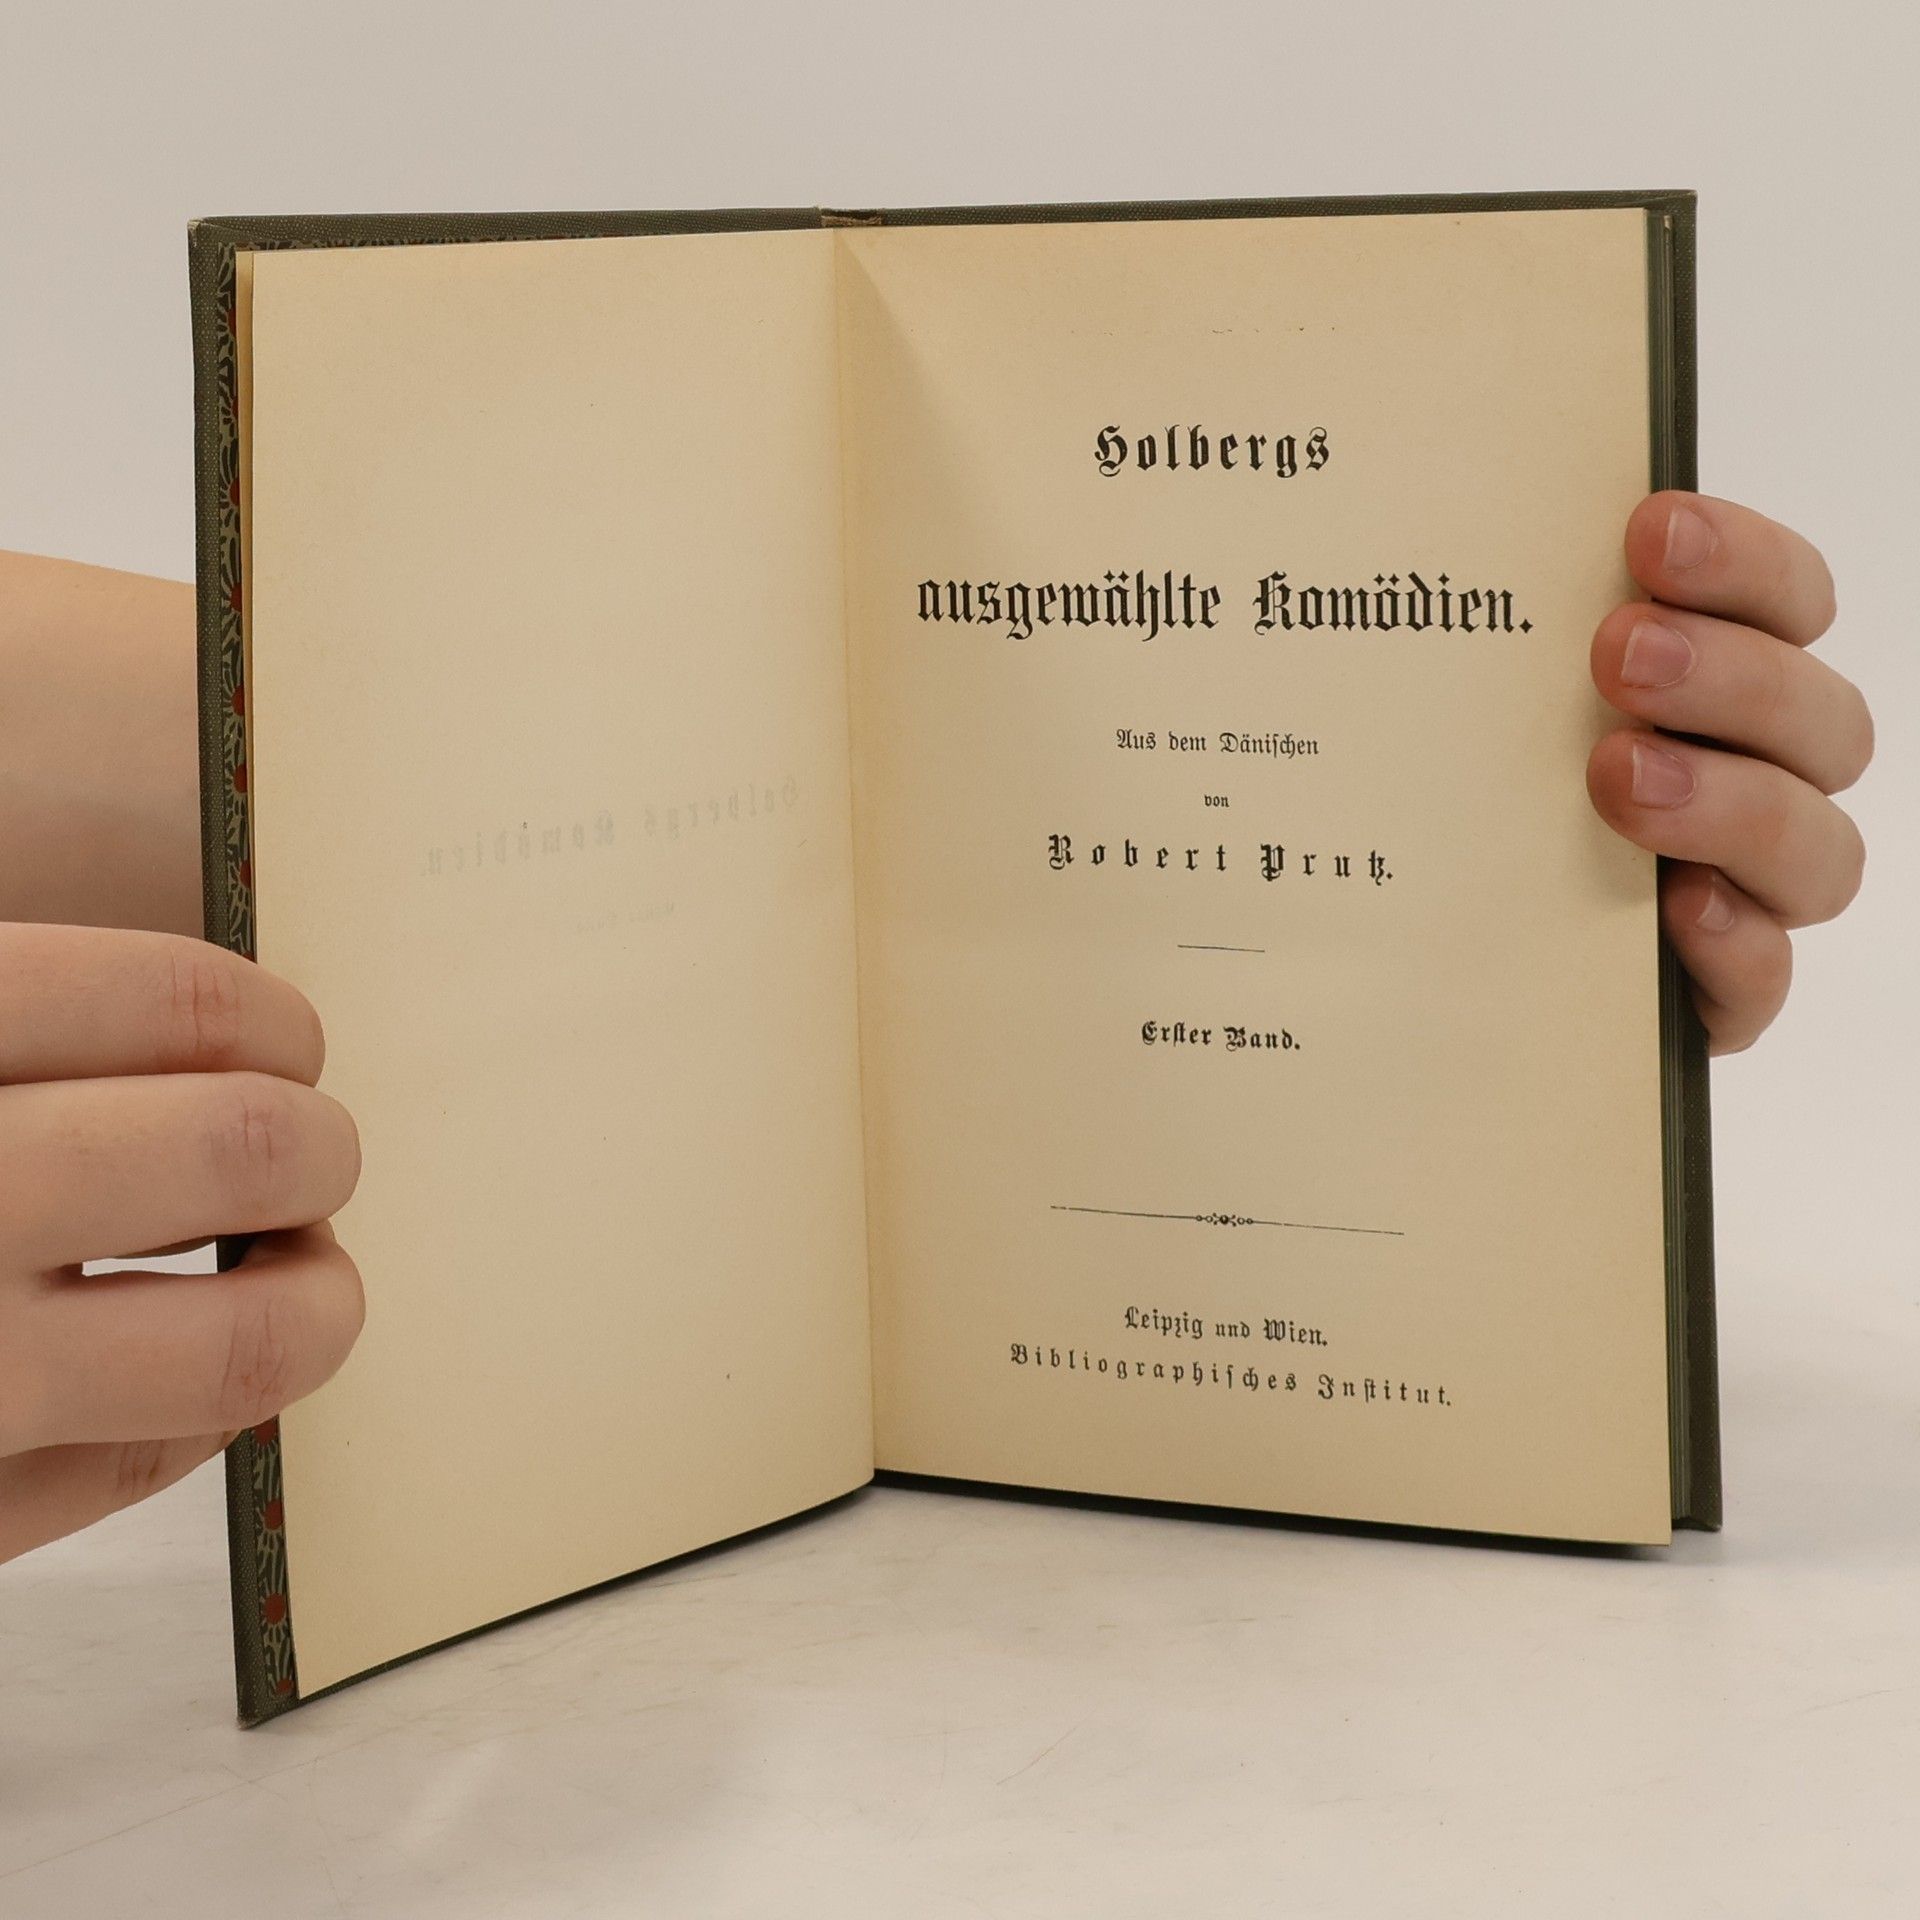 Holbergs
ausgewählte Komödien.
Aus dem Dänischen
von
Robert Prutz.
Erster Band.
Leipzig und Wien.
Bibliographisches Institut.